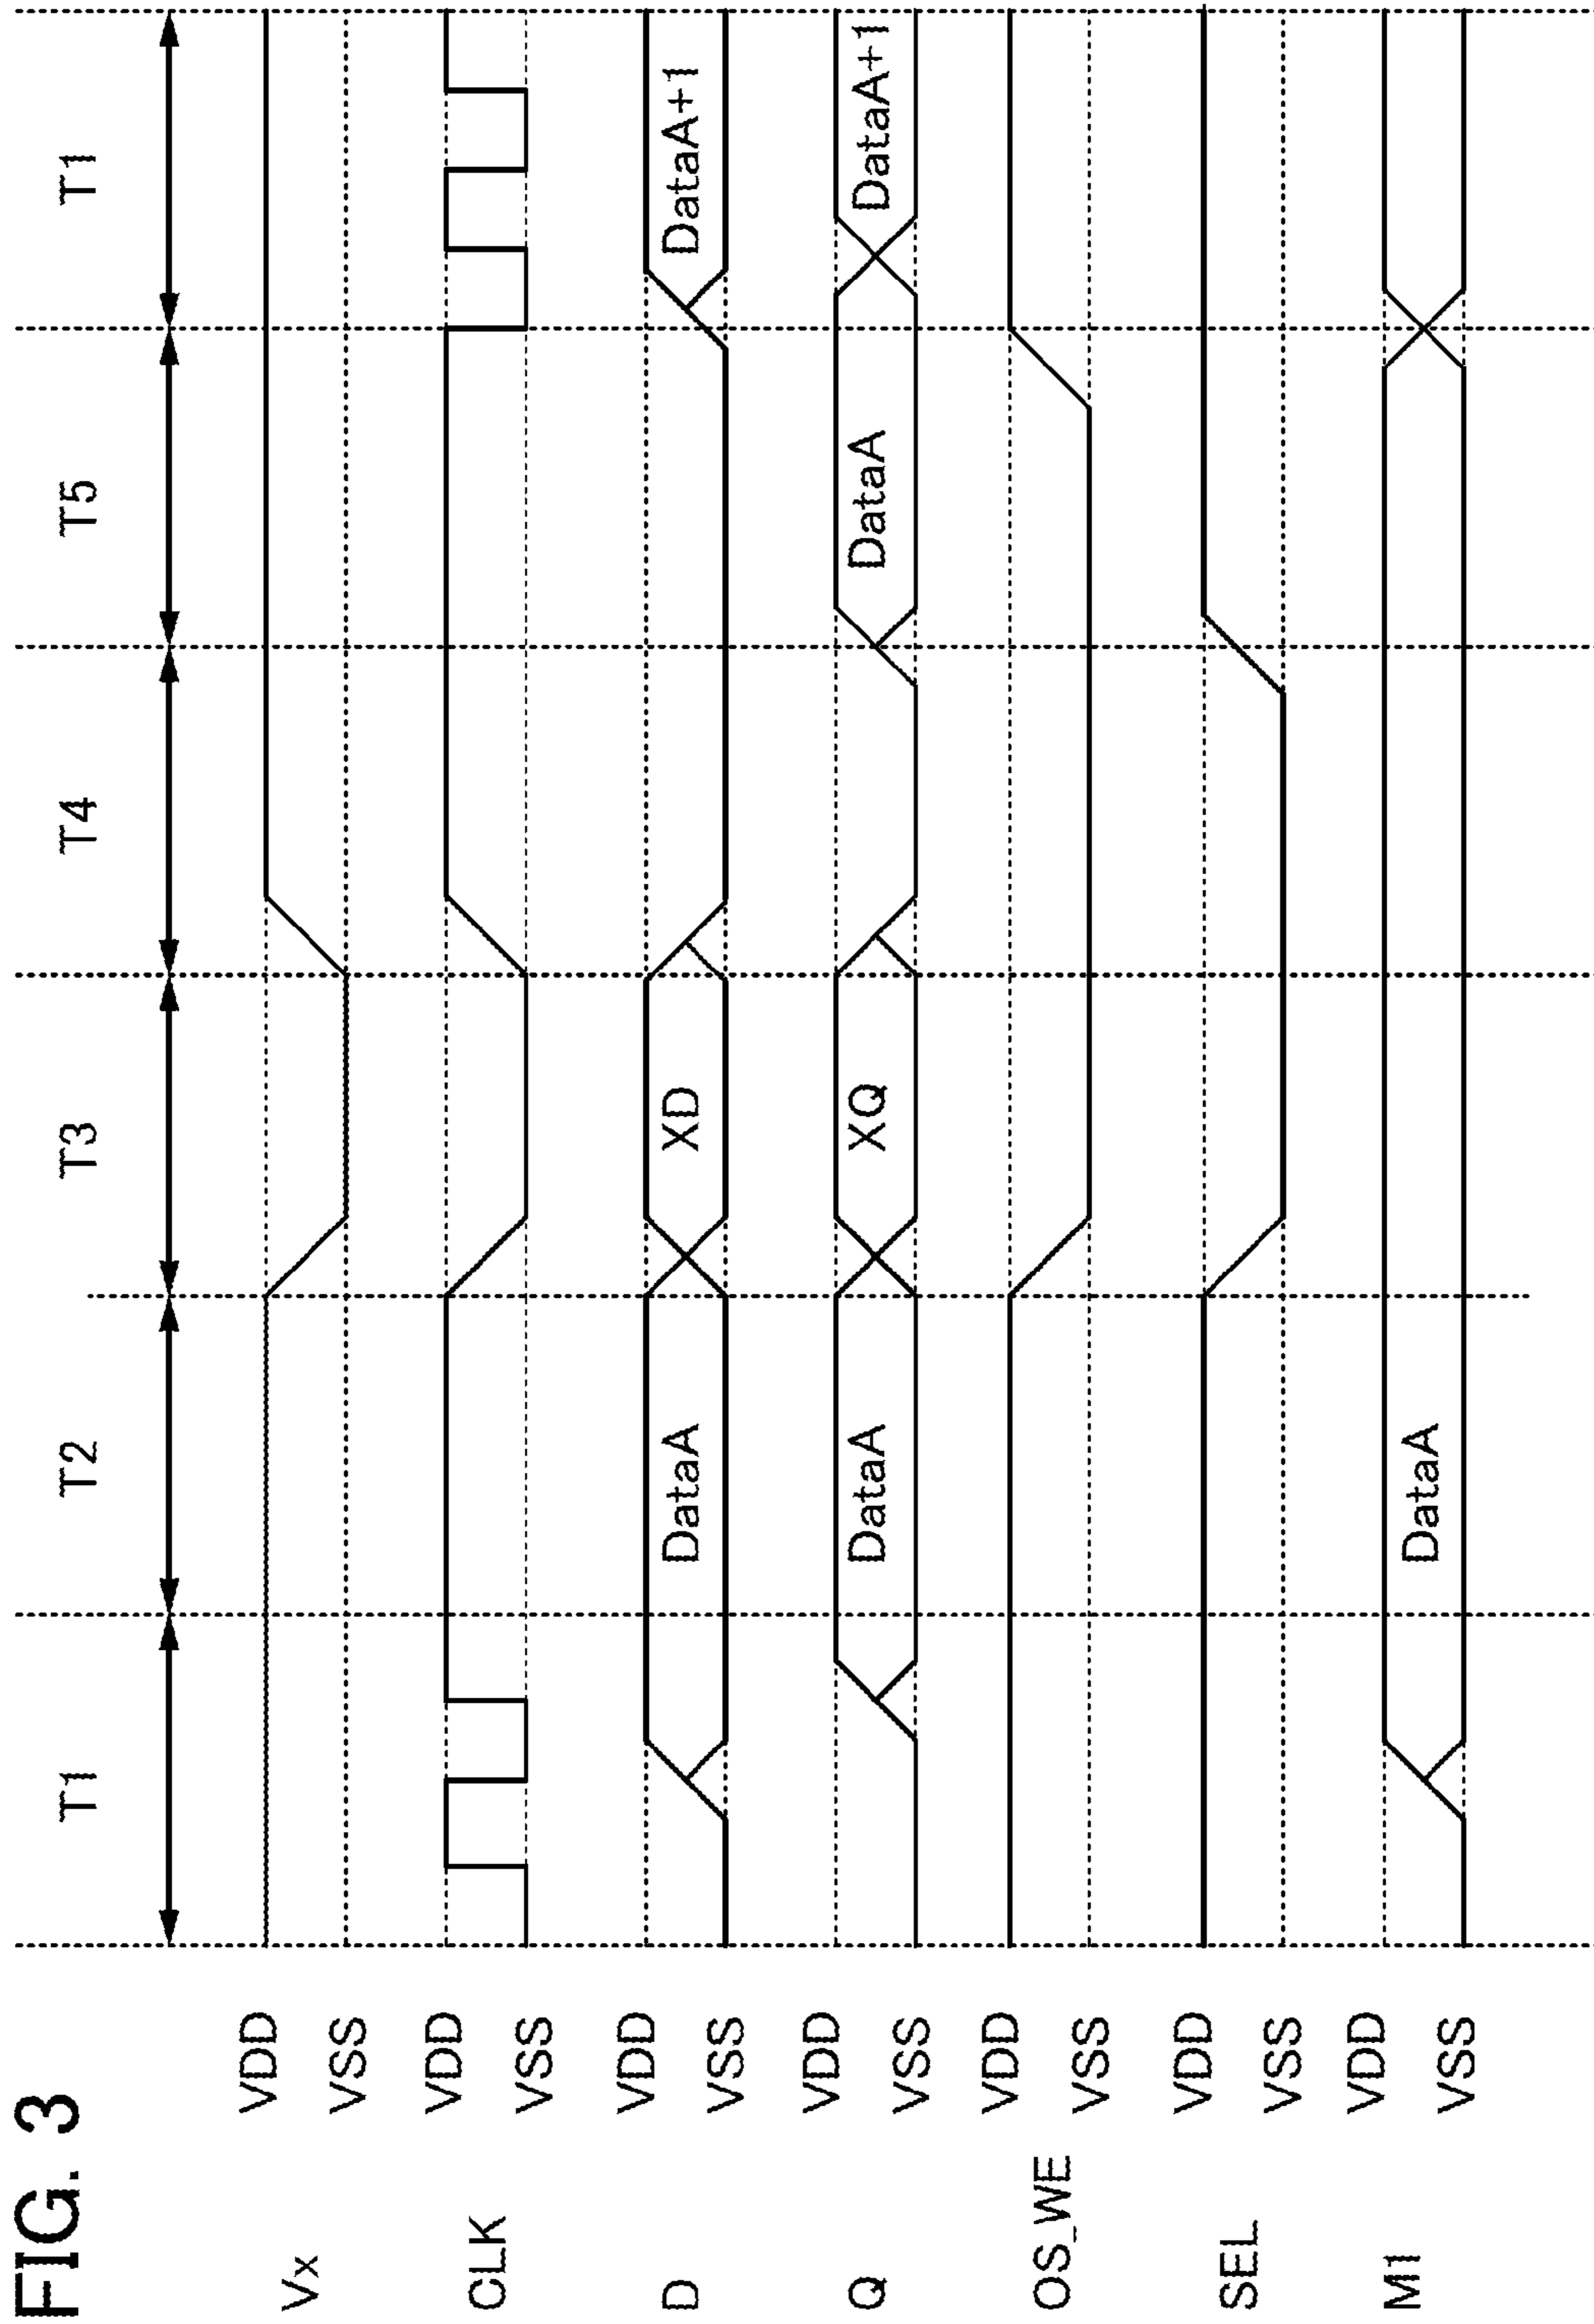 FIG. 3
T1 T2 T3 T4 T5 T1
Vx VDD
VSS
CLK VDD
VSS
D VDD DataA XD DataA+1
VSS
Q VDD DataA XQ DataA DataA+1
VSS
OS_WE VDD
VSS
SEL VDD
VSS
M1 VDD DataA
VSS